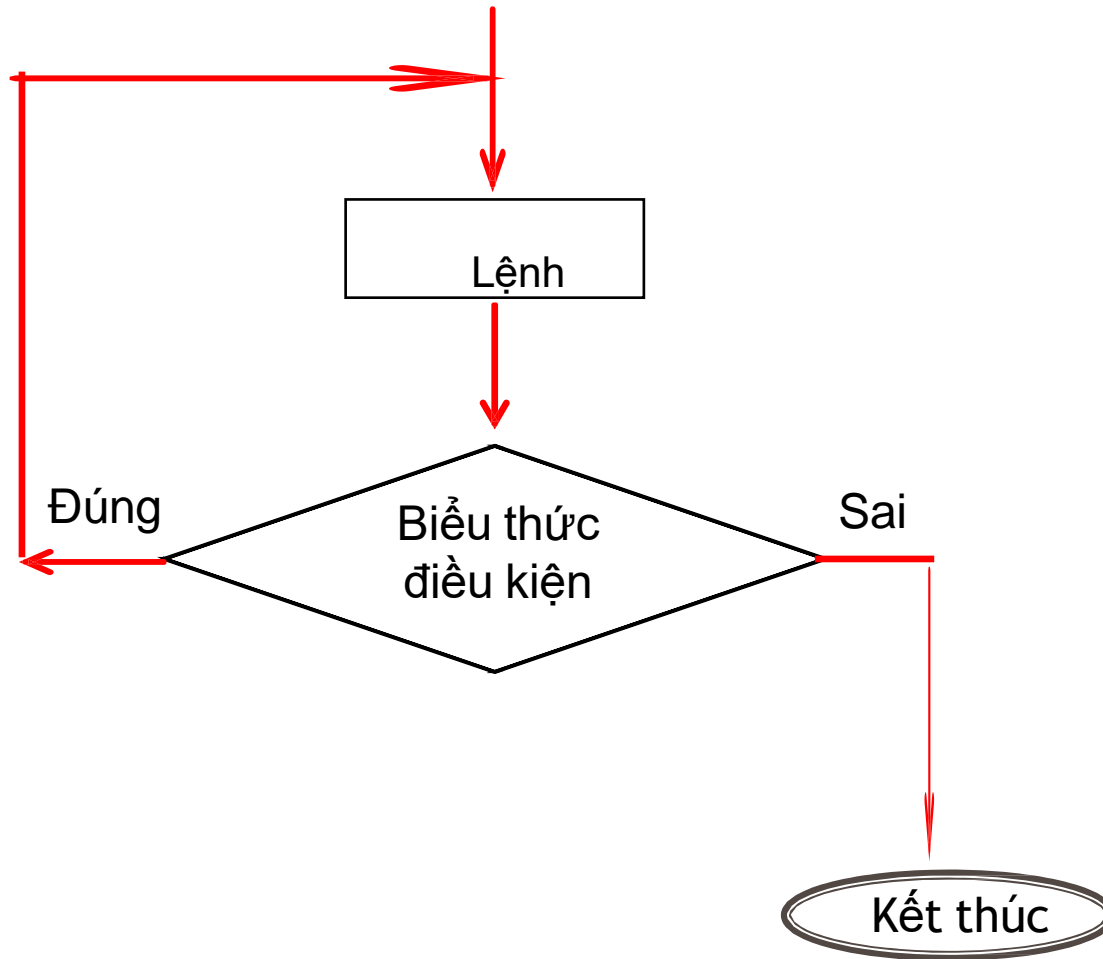 Lệnh
Đúng
Biểu thức
điều kiện
Sai
Kết thúc